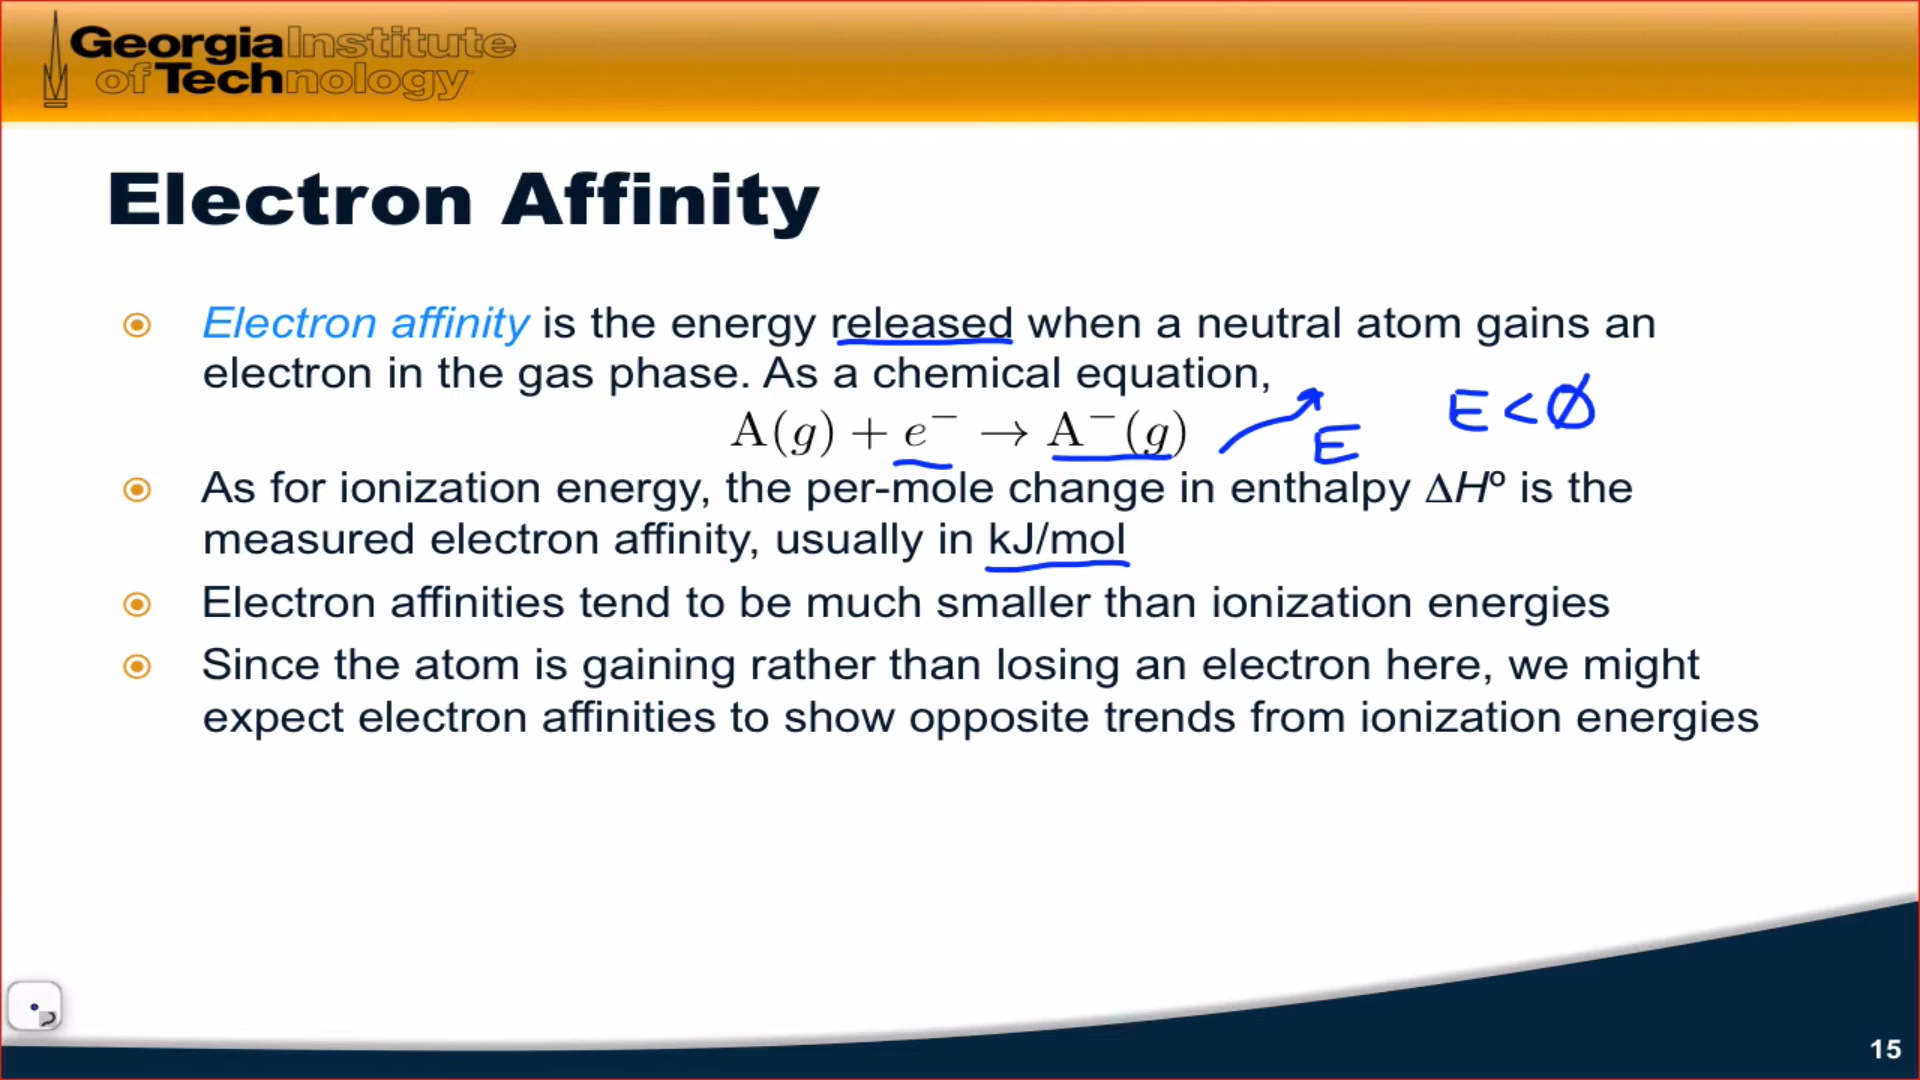 Georgia Institute
of Technology
Electron Affinity
Electron affinity is the energy released when a neutral atom gains an
electron in the gas phase. As a chemical equation,
A(g) + e⁻ → A⁻(g) E E < ∅
As for ionization energy, the per-mole change in enthalpy ΔHº is the
measured electron affinity, usually in kJ/mol
Electron affinities tend to be much smaller than ionization energies
Since the atom is gaining rather than losing an electron here, we might
expect electron affinities to show opposite trends from ionization energies
15